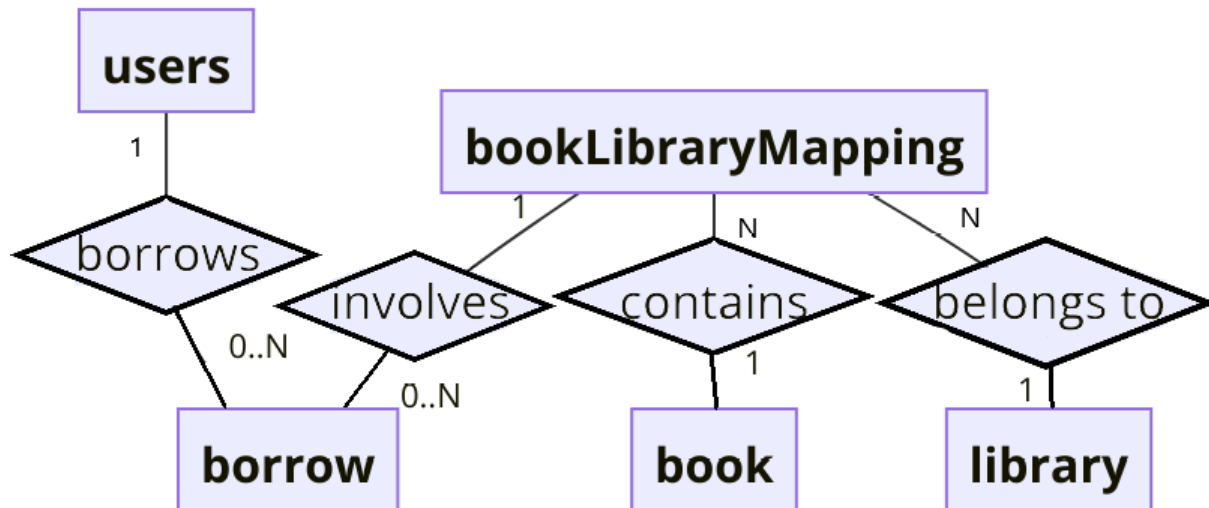 users
1
bookLibraryMapping
1
N
N
borrows
involves
contains
belongs to
0..N
0..N
1
1
borrow
book
library